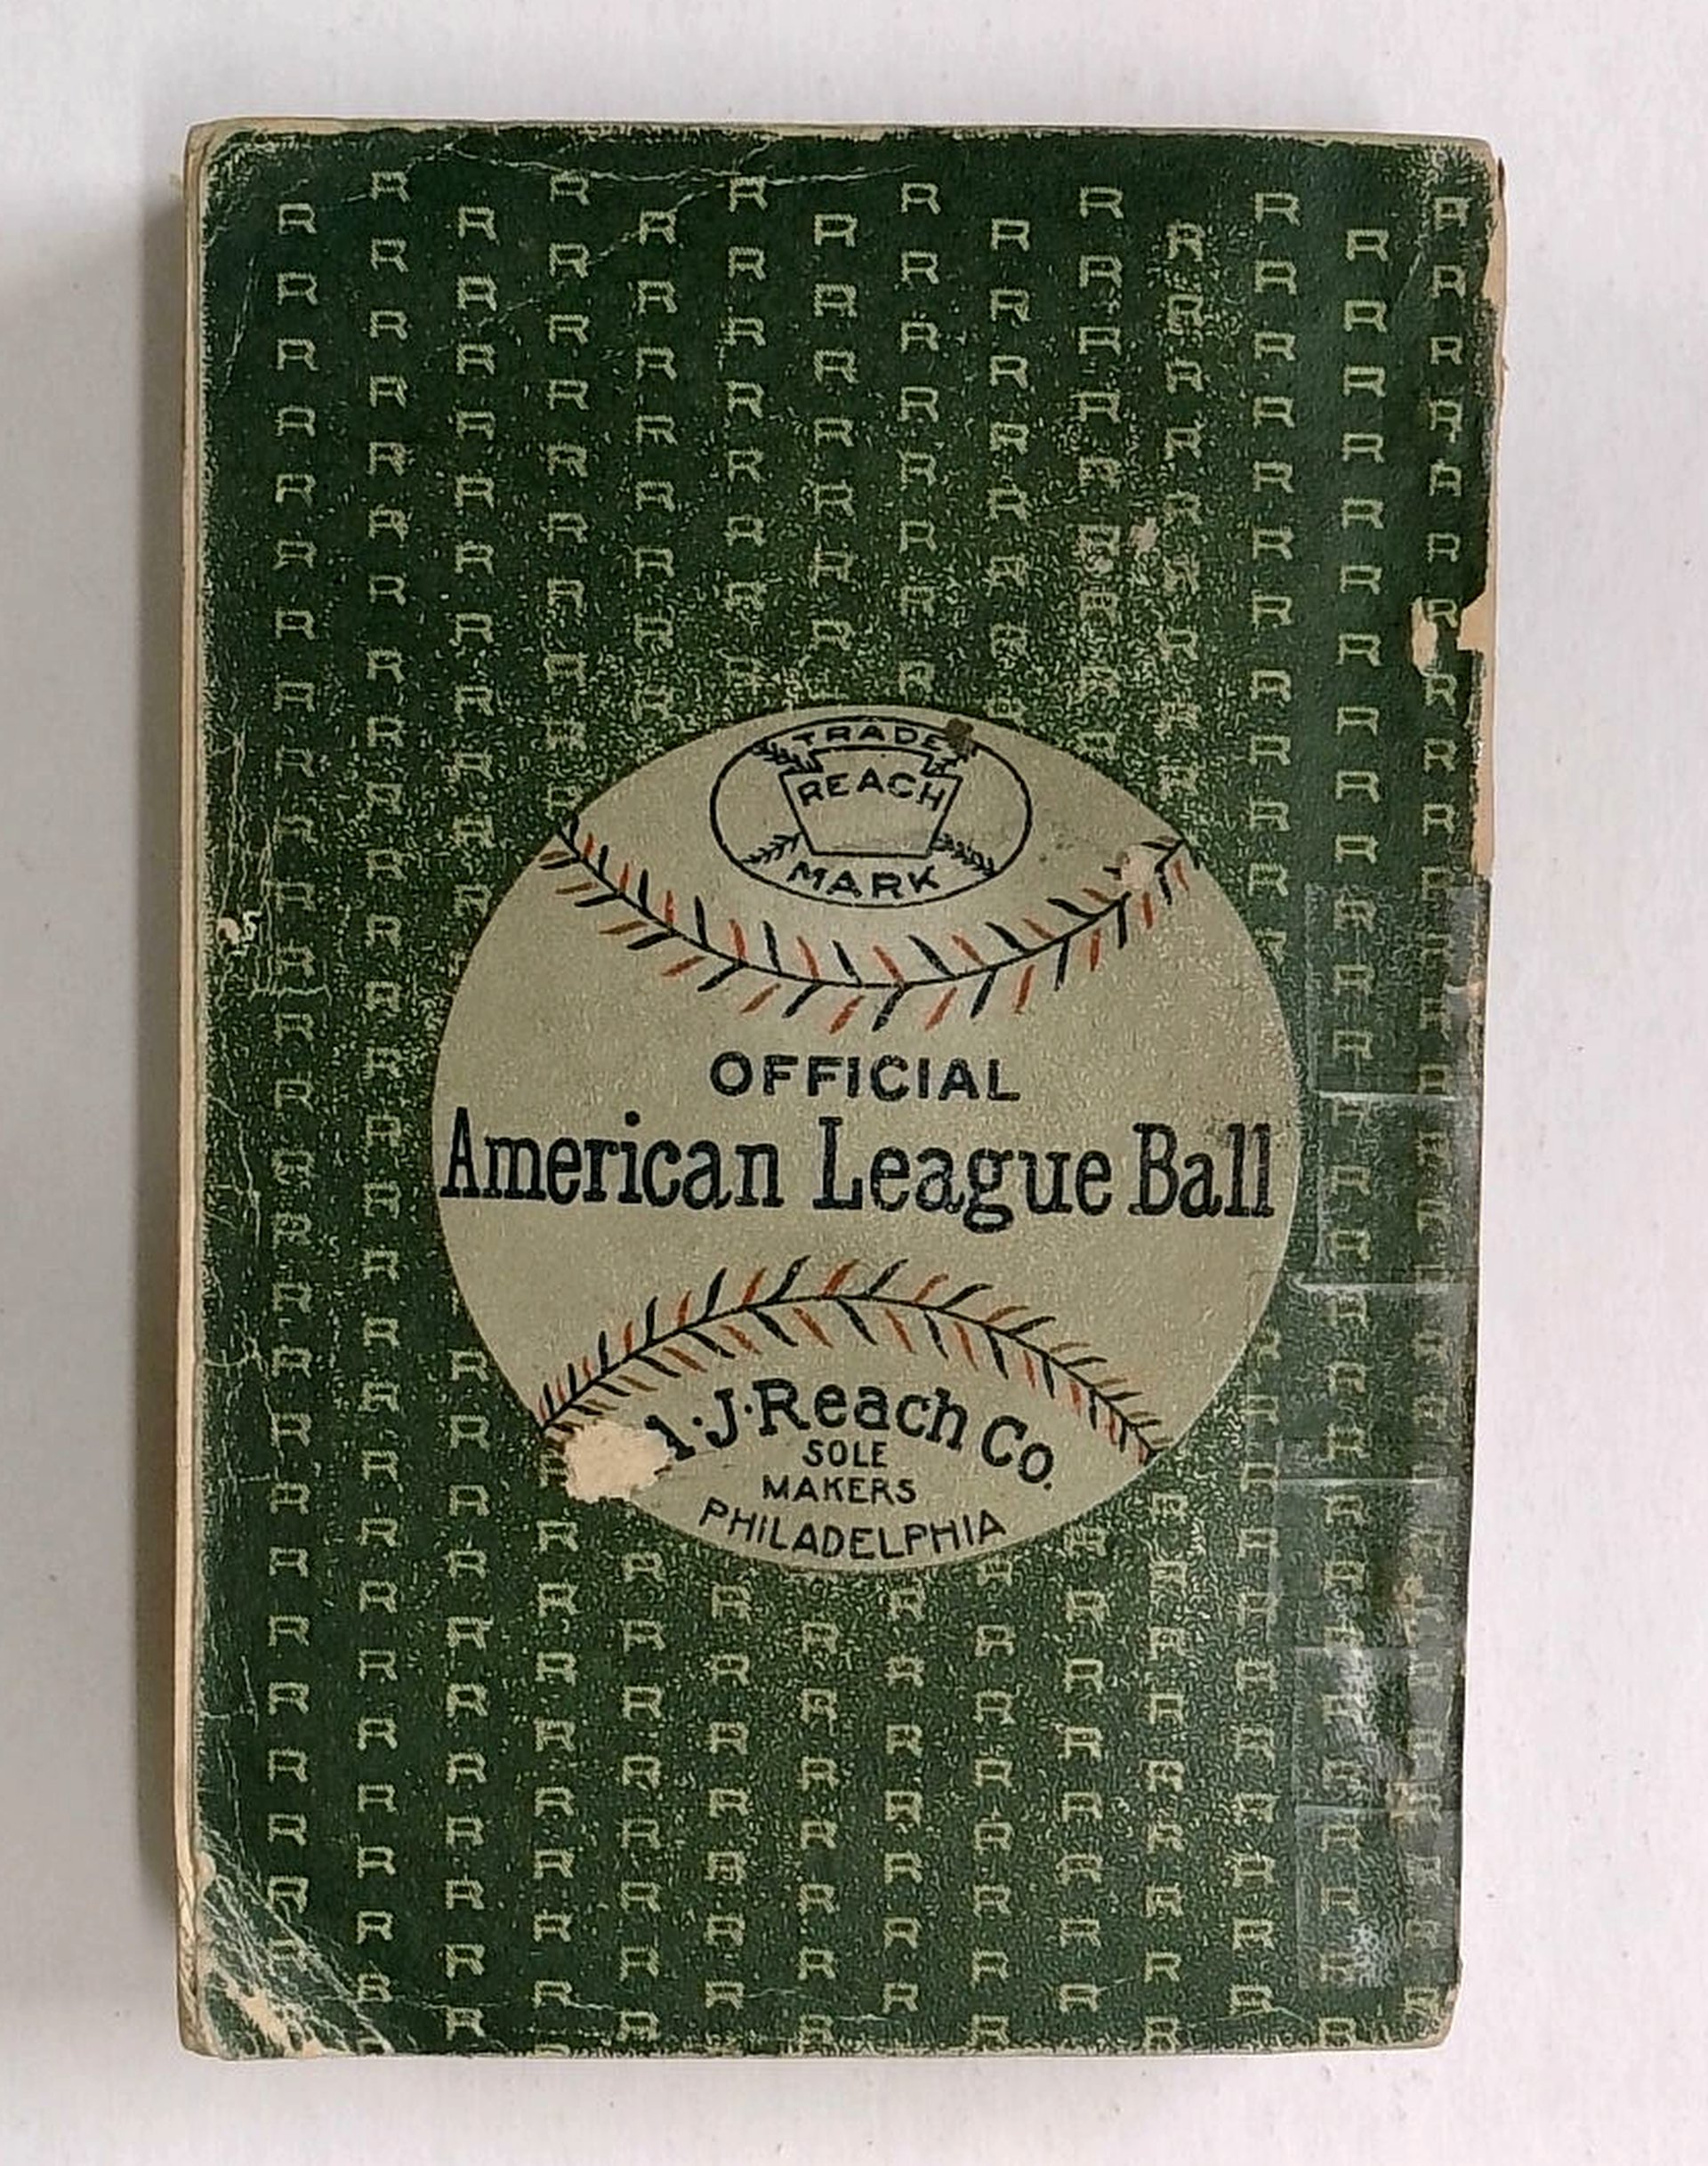 TRADE
REACH
MARK
OFFICIAL
American League Ball
A.J. Reach Co.
SOLE
MAKERS
PHILADELPHIA